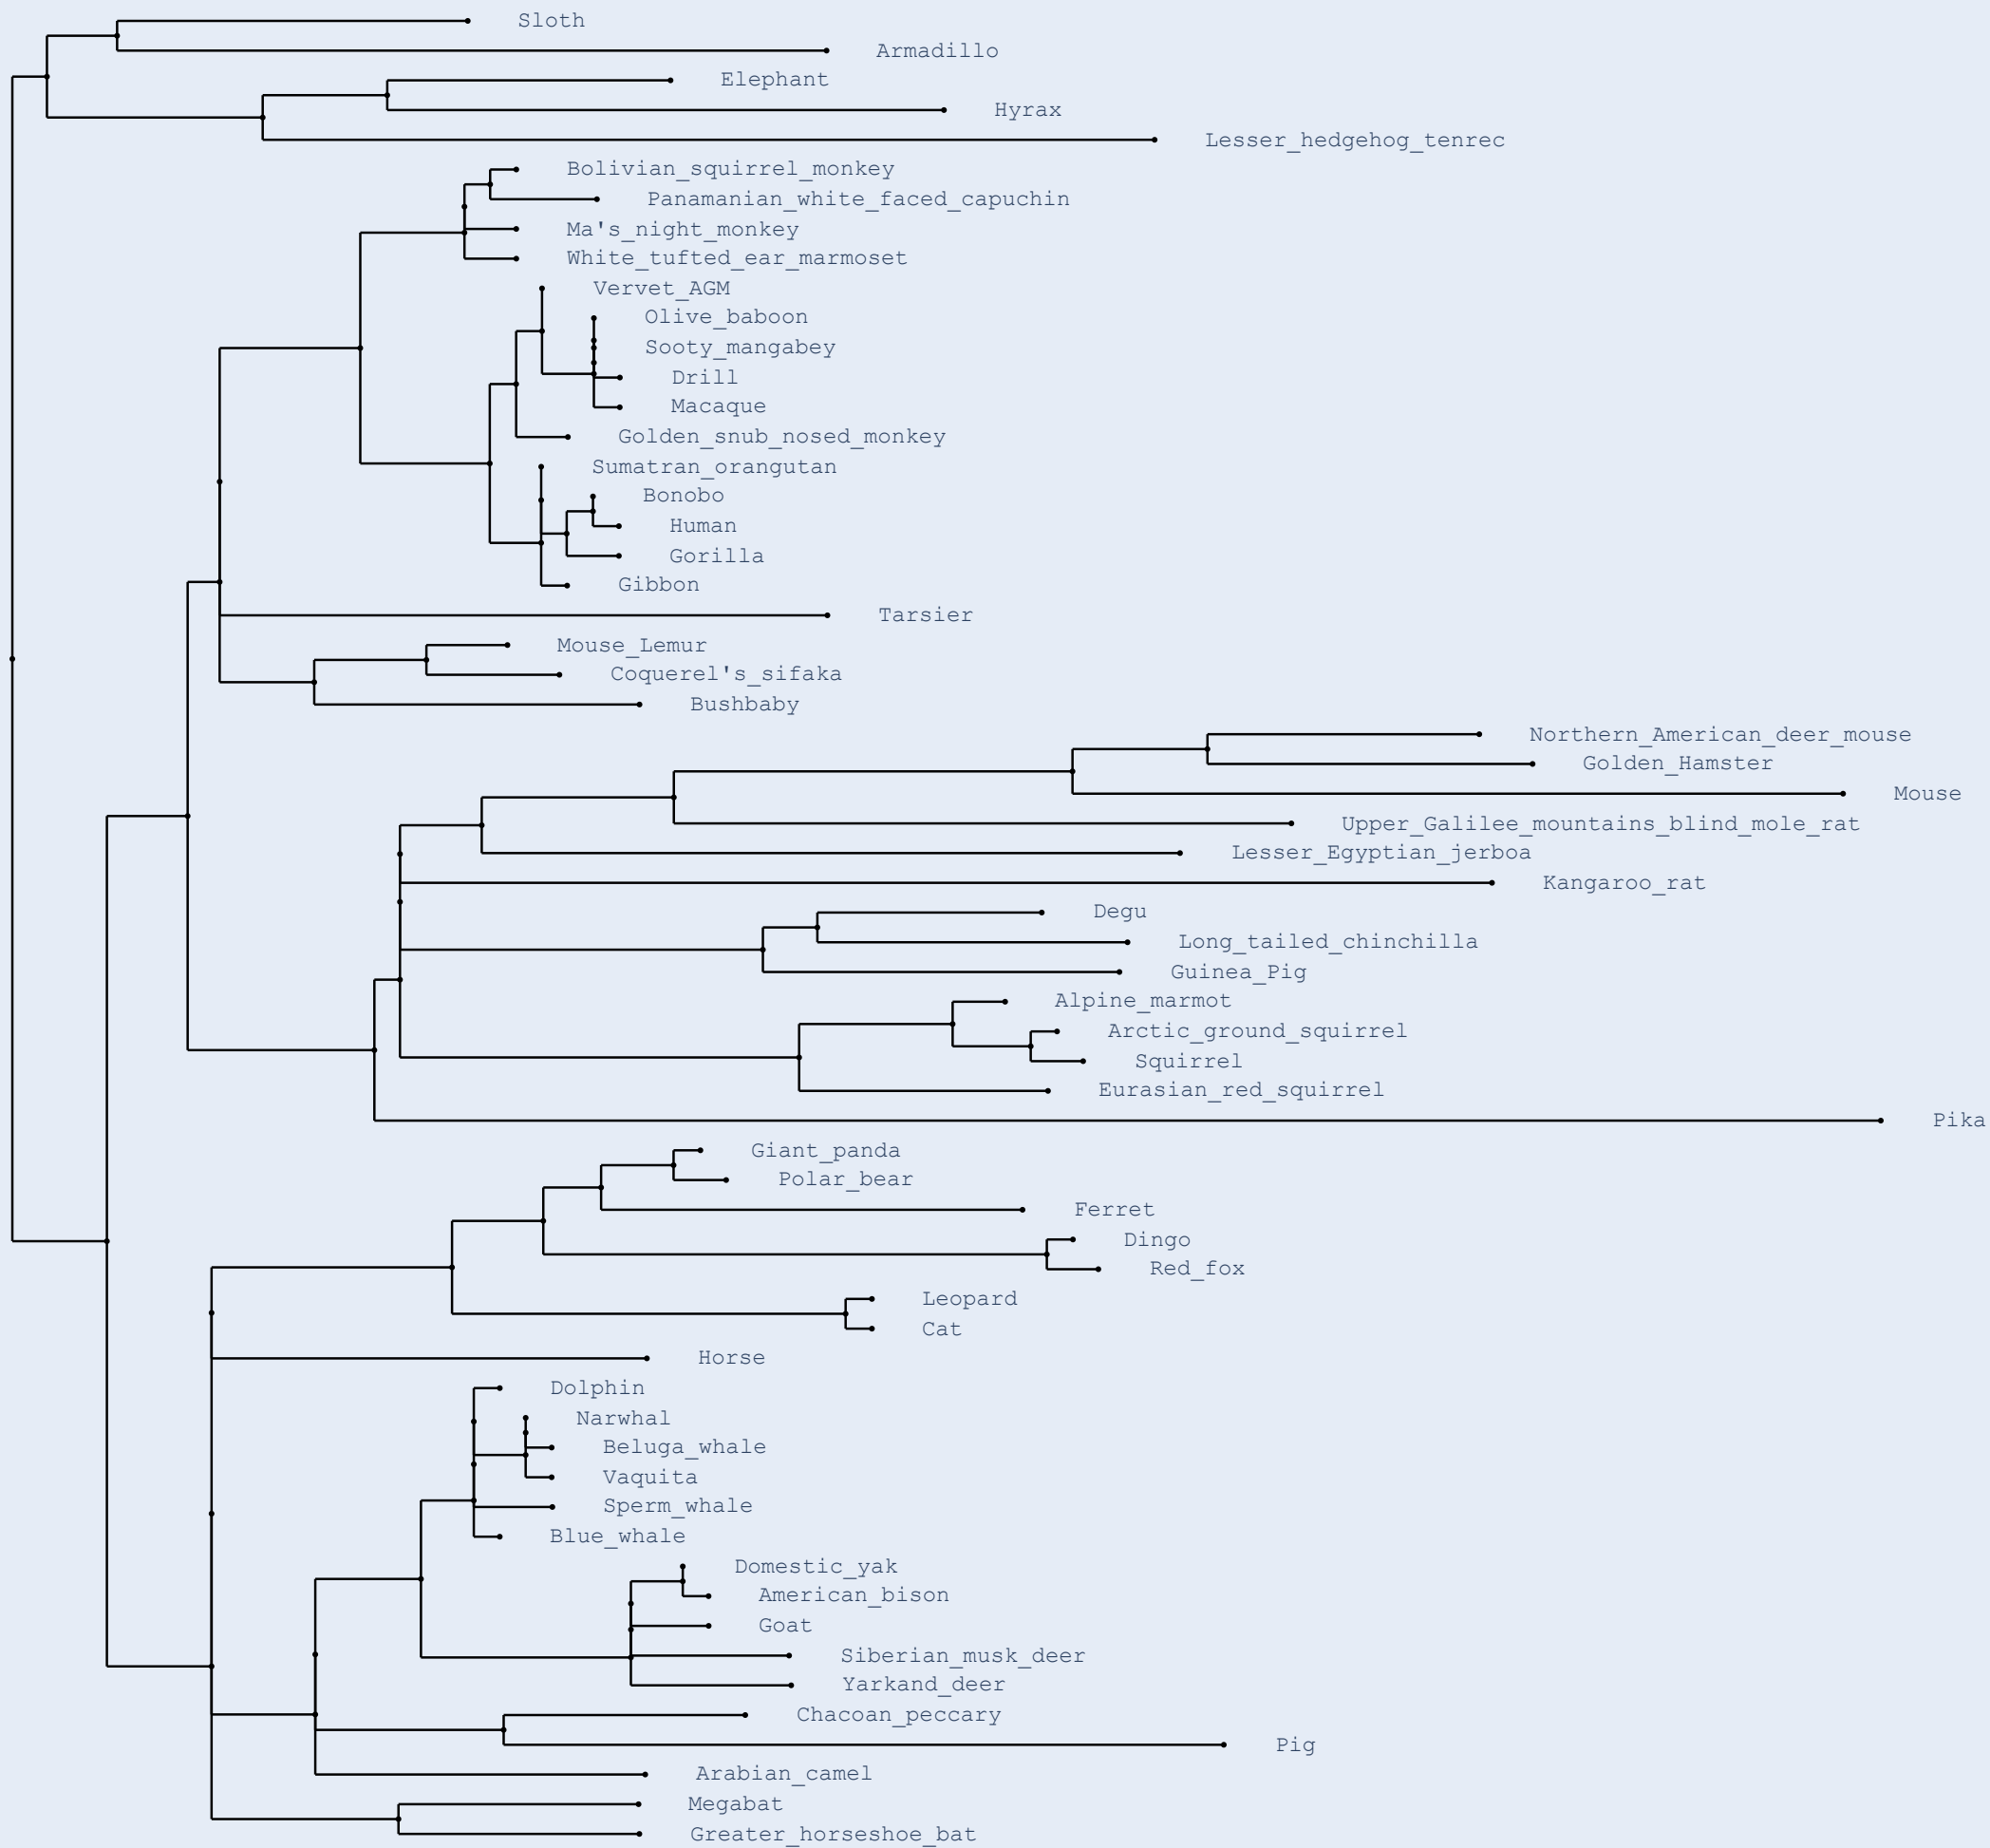 Sloth
Armadillo
Elephant
Hyrax
Lesser_hedgehog_tenrec
Bolivian_squirrel_monkey
Panamanian_white_faced_capuchin
Ma's_night_monkey
White_tufted_ear_marmoset
Vervet_AGM
Olive_baboon
Sooty_mangabey
Drill
Macaque
Golden_snub_nosed_monkey
Sumatran_orangutan
Bonobo
Human
Gorilla
Gibbon
Tarsier
Mouse_Lemur
Coquerel's_sifaka
Bushbaby
Northern_American_deer_mouse
Golden_Hamster
Mouse
Upper_Galilee_mountains_blind_mole_rat
Lesser_Egyptian_jerboa
Kangaroo_rat
Degu
Long_tailed_chinchilla
Guinea_Pig
Alpine_marmot
Arctic_ground_squirrel
Squirrel
Eurasian_red_squirrel
Pika
Giant_panda
Polar_bear
Ferret
Dingo
Red_fox
Leopard
Cat
Horse
Dolphin
Narwhal
Beluga_whale
Vaquita
Sperm_whale
Blue_whale
Domestic_yak
American_bison
Goat
Siberian_musk_deer
Yarkand_deer
Chacoan_peccary
Pig
Arabian_camel
Megabat
Greater_horseshoe_bat